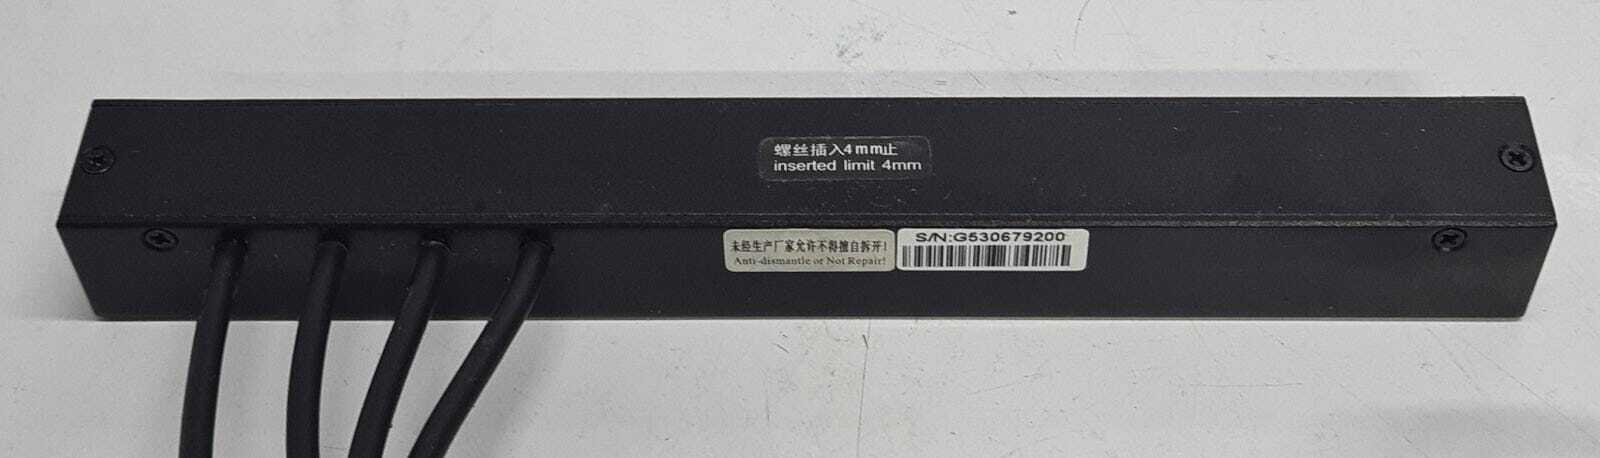 螺丝插入4mm止
inserted limit 4mm
未经生产厂家允许不得擅自拆开!
Anti-dismantle or Not Repair!
S/N:G530679200